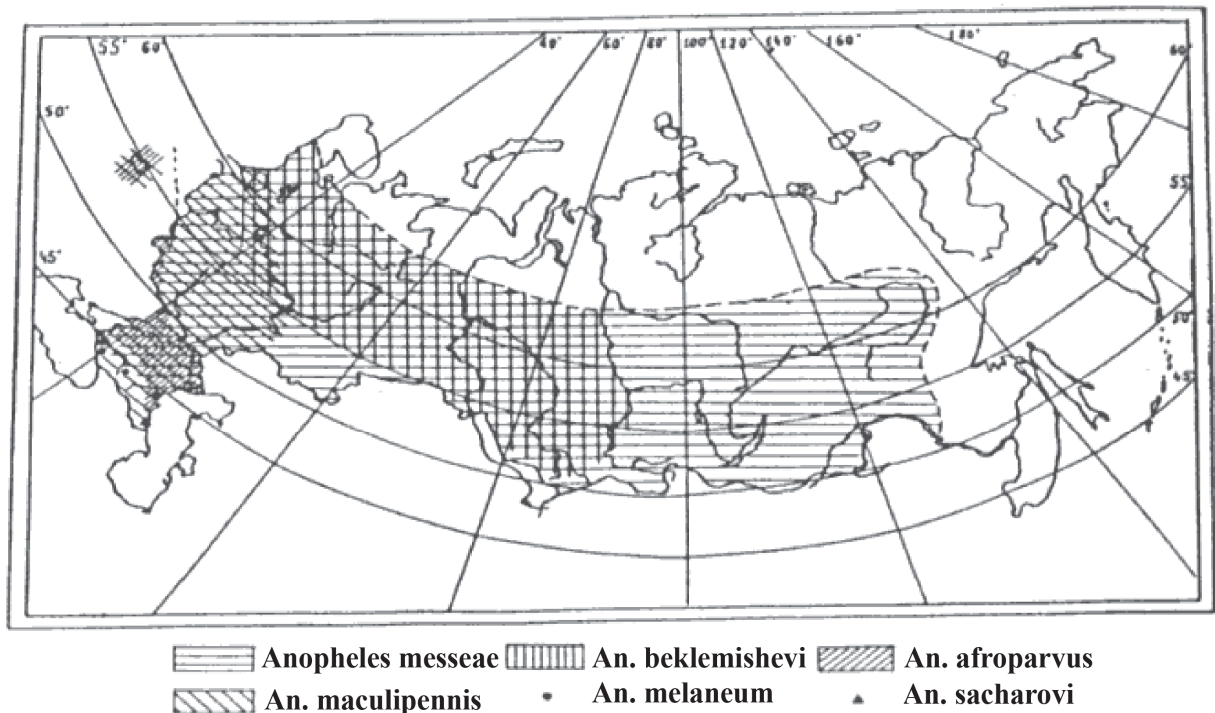 55° 60° 40° 60° 80° 100° 120° 140° 160° 180°
60°
50°
55°
45°
50°
45°
Anopheles messeae An. beklemishevi An. afroparvus
An. maculipennis An. melaneum An. sacharovi